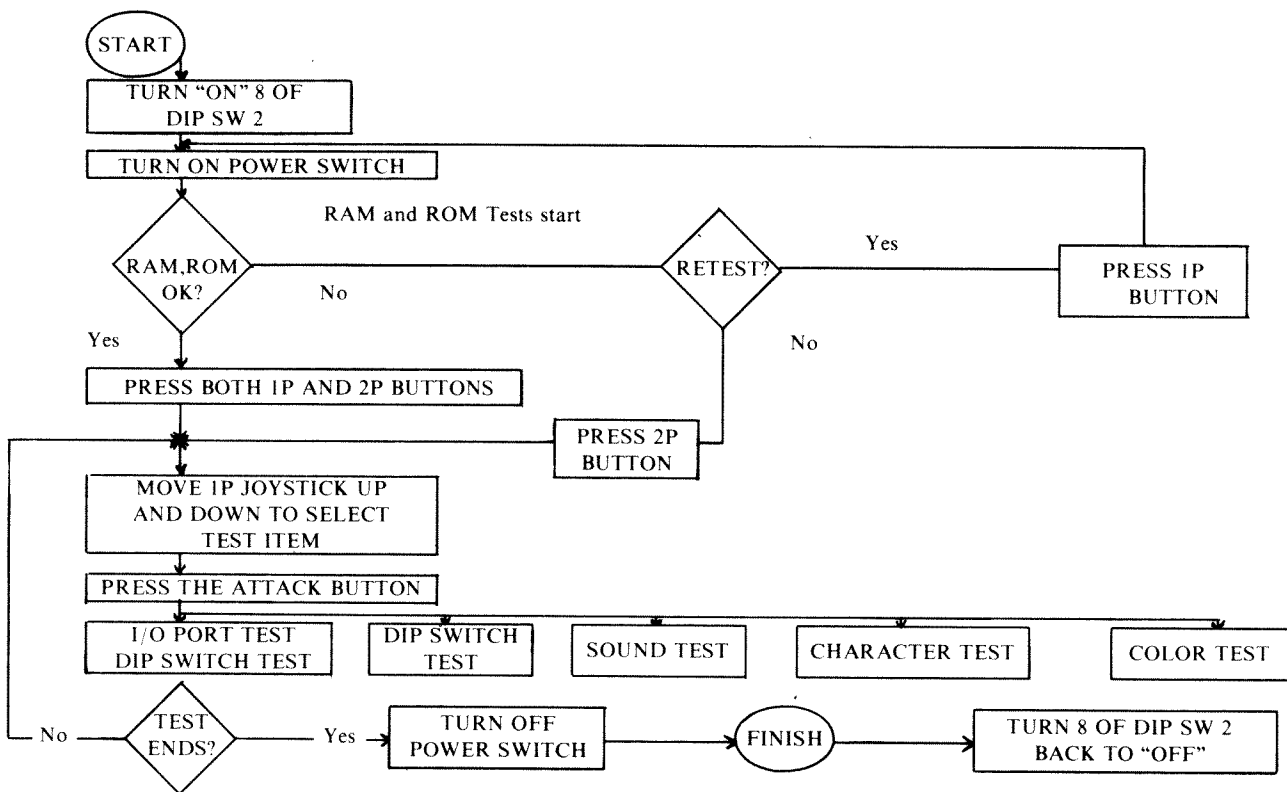 START
TURN “ON” 8 OF
DIP SW 2
TURN ON POWER SWITCH
RAM and ROM Tests start
RAM,ROM
OK?
No
Yes
RETEST?
Yes
No
PRESS 1P
BUTTON
PRESS BOTH 1P AND 2P BUTTONS
PRESS 2P
BUTTON
MOVE 1P JOYSTICK UP
AND DOWN TO SELECT
TEST ITEM
PRESS THE ATTACK BUTTON
I/O PORT TEST
DIP SWITCH TEST
DIP SWITCH
TEST
SOUND TEST
CHARACTER TEST
COLOR TEST
No
TEST
ENDS?
Yes
TURN OFF
POWER SWITCH
FINISH
TURN 8 OF DIP SW 2
BACK TO “OFF”